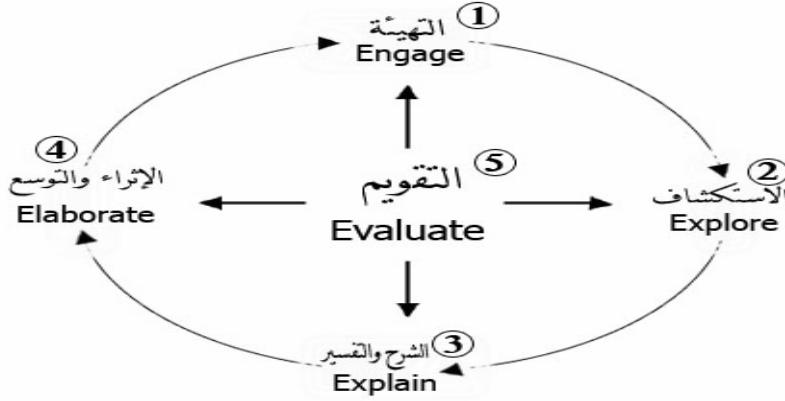 التهيئة ①
Engage
② الاستكشاف
Explore
الشرح والتفسير ③
Explain
④
الإثراء والتوسع
Elaborate
التقويم ⑤
Evaluate